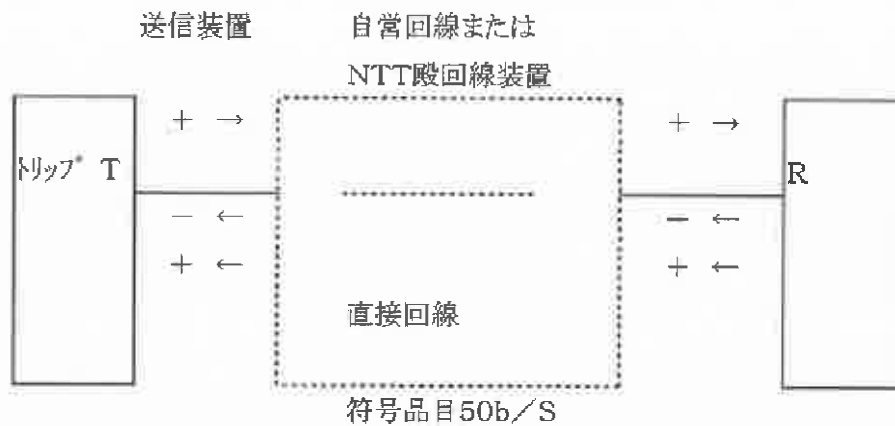 送信装置　自営回線または
NTT殿回線装置
＋ →　＋ →
ﾄﾘｯﾌﾟ T　R
－ ←　－ ←
＋ ←　＋ ←
直接回線
符号品目50b／S